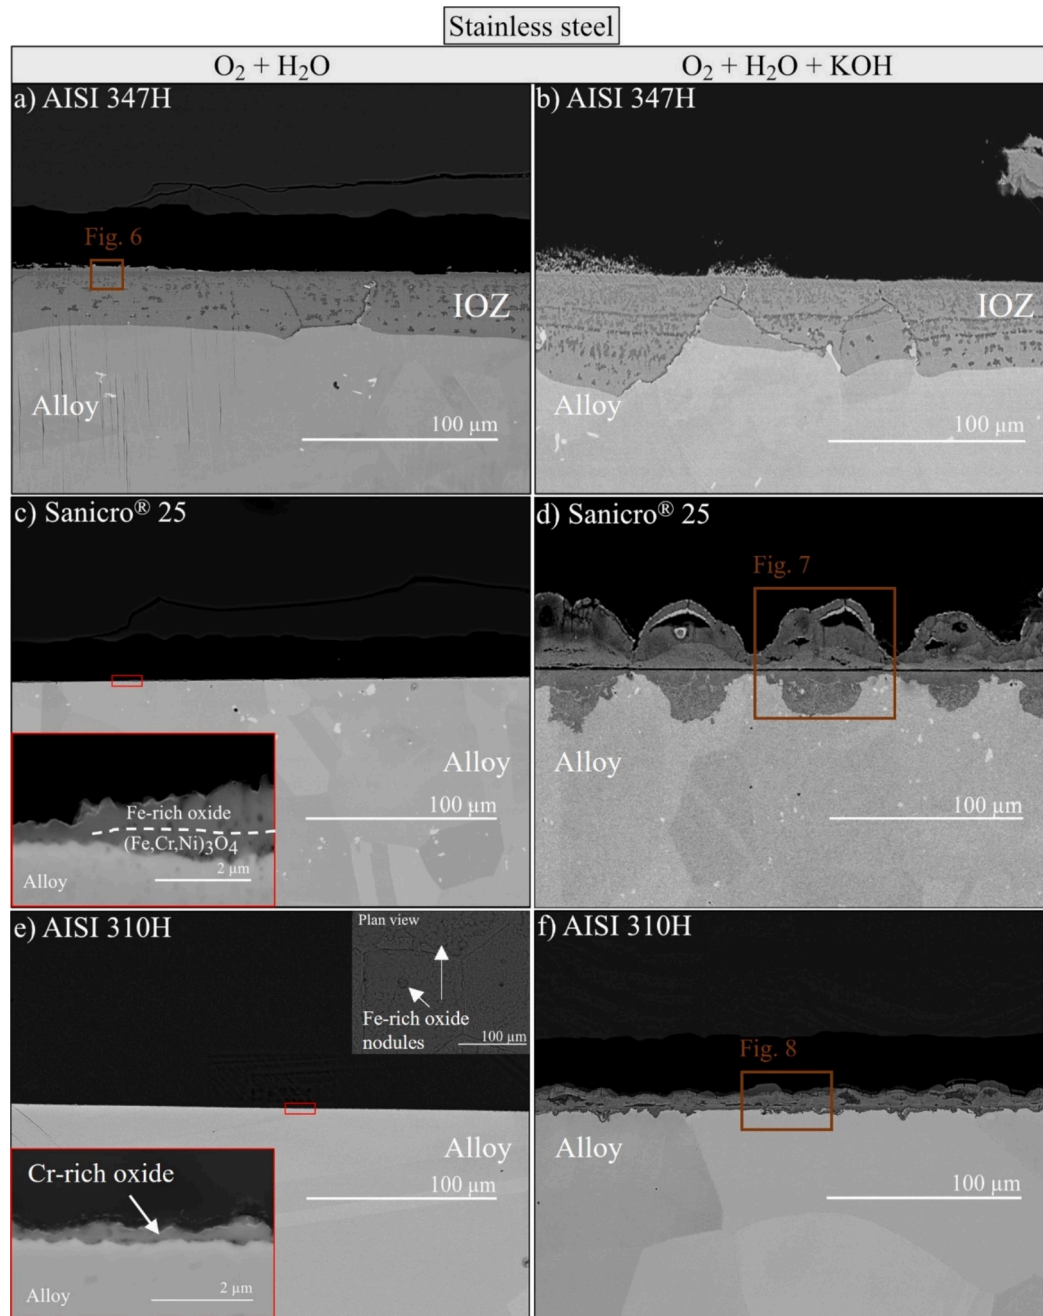 Stainless steel
O₂ + H₂O
O₂ + H₂O + KOH
a) AISI 347H
Fig. 6
IOZ
Alloy
100 µm
b) AISI 347H
IOZ
Alloy
100 µm
c) Sanicro® 25
Alloy
100 µm
Fe-rich oxide
(Fe,Cr,Ni)₃O₄
2 µm
Alloy
d) Sanicro® 25
Fig. 7
Alloy
100 µm
e) AISI 310H
Plan view
Fe-rich oxide
nodules
100 µm
Alloy
100 µm
Cr-rich oxide
Alloy
2 µm
f) AISI 310H
Fig. 8
Alloy
100 µm